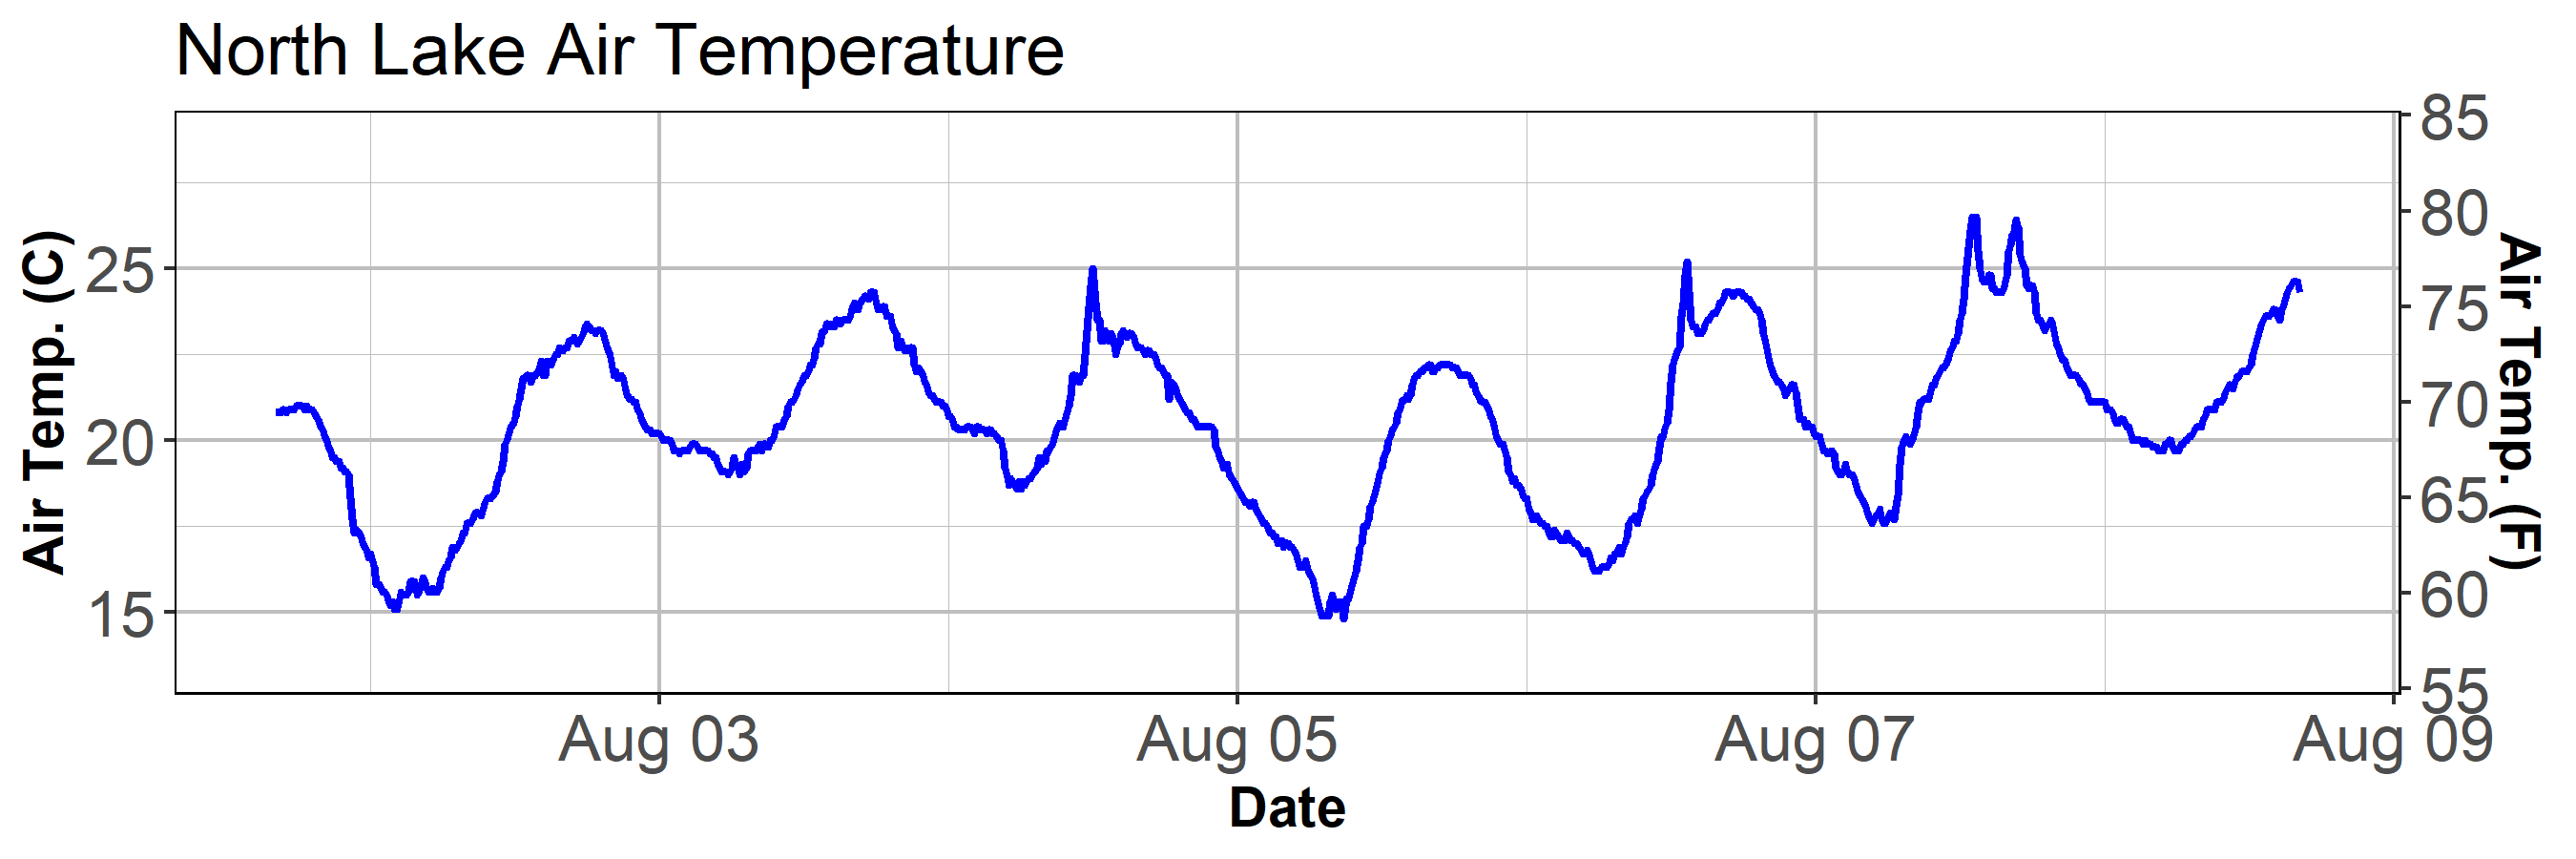 North Lake Air Temperature
Air Temp. (C)
25
20
15
85
80
75
70
65
60
55
Air Temp. (F)
Aug 03
Aug 05
Aug 07
Aug 09
Date